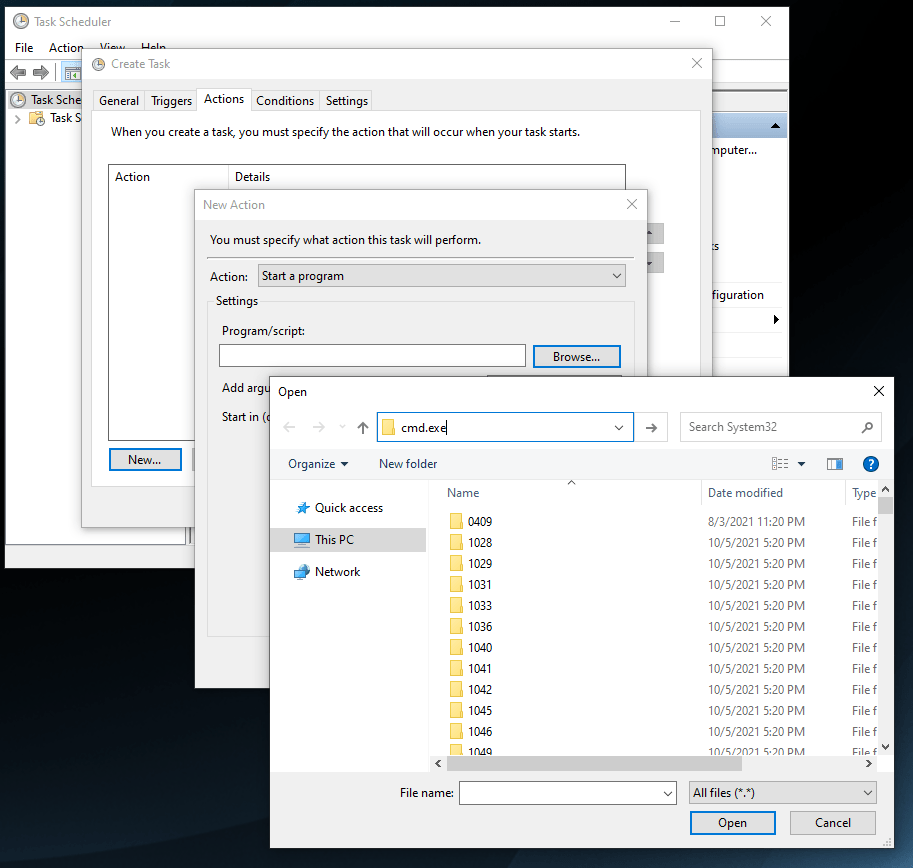 Task Scheduler
File Action View Help
Create Task
Task Sche
Task S
General Triggers Actions Conditions Settings
When you create a task, you must specify the action that will occur when your task starts.
mputer...
Action Details
New Action
You must specify what action this task will perform.
Action: Start a program
figuration
Settings
Program/script:
Browse...
Add argu
Start in (o
New...
Open
cmd.exe
Search System32
Organize New folder
Name Date modified Type
Quick access
This PC
Network
0409 8/3/2021 11:20 PM File f
1028 10/5/2021 5:20 PM File f
1029 10/5/2021 5:20 PM File f
1031 10/5/2021 5:20 PM File f
1033 10/5/2021 5:20 PM File f
1036 10/5/2021 5:20 PM File f
1040 10/5/2021 5:20 PM File f
1041 10/5/2021 5:20 PM File f
1042 10/5/2021 5:20 PM File f
1045 10/5/2021 5:20 PM File f
1046 10/5/2021 5:20 PM File f
1049 10/5/2021 5:20 PM File f
File name: All files (*.*)
Open Cancel